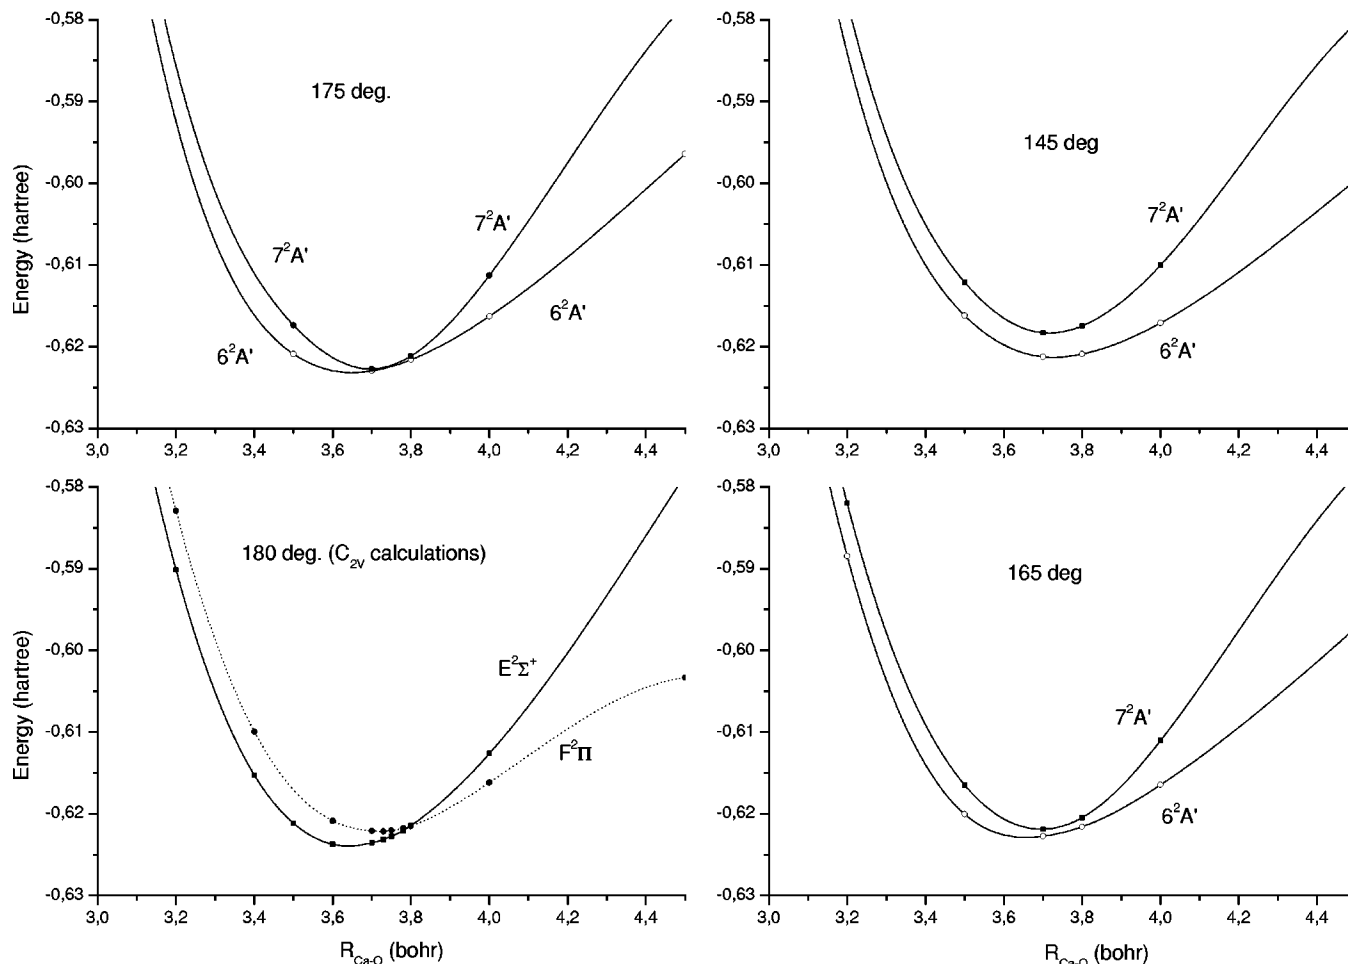 -0,58
-0,59
-0,60
-0,61
-0,62
-0,63
Energy (hartree)
175 deg.
7²A'
7²A'
6²A'
6²A'
3,0 3,2 3,4 3,6 3,8 4,0 4,2 4,4
-0,58
-0,59
-0,60
-0,61
-0,62
-0,63
145 deg
7²A'
6²A'
3,0 3,2 3,4 3,6 3,8 4,0 4,2 4,4
-0,58
-0,59
-0,60
-0,61
-0,62
-0,63
Energy (hartree)
180 deg. (C₂ᵥ calculations)
E²Σ⁺
F²Π
3,0 3,2 3,4 3,6 3,8 4,0 4,2 4,4
R_Ca-O (bohr)
-0,58
-0,59
-0,60
-0,61
-0,62
-0,63
165 deg
7²A'
6²A'
3,0 3,2 3,4 3,6 3,8 4,0 4,2 4,4
R_Ca-O (bohr)